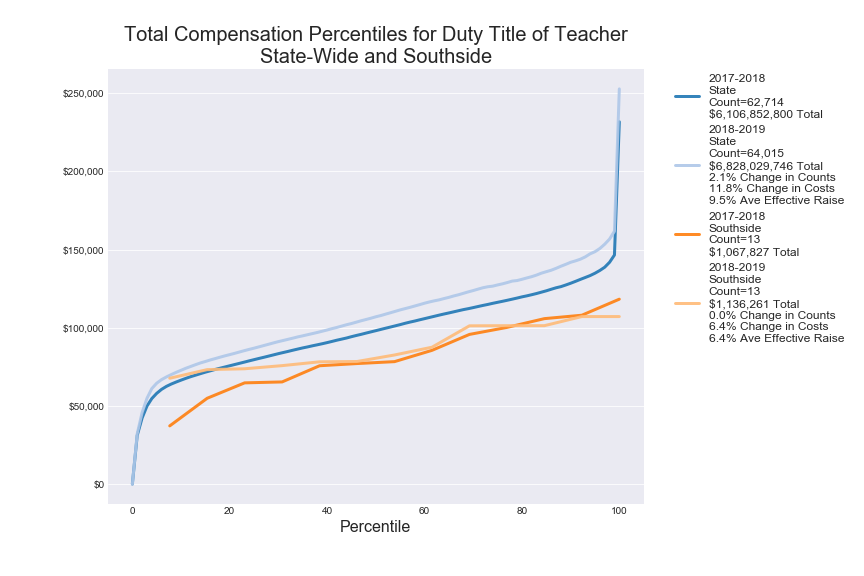 Total Compensation Percentiles for Duty Title of Teacher
State-Wide and Southside
$250,000
$200,000
$150,000
$100,000
$50,000
$0
0
20
40
60
80
100
Percentile
2017-2018
State
Count=62,714
$6,106,852,800 Total
2018-2019
State
Count=64,015
$6,828,029,746 Total
2.1% Change in Counts
11.8% Change in Costs
9.5% Ave Effective Raise
2017-2018
Southside
Count=13
$1,067,827 Total
2018-2019
Southside
Count=13
$1,136,261 Total
0.0% Change in Counts
6.4% Change in Costs
6.4% Ave Effective Raise